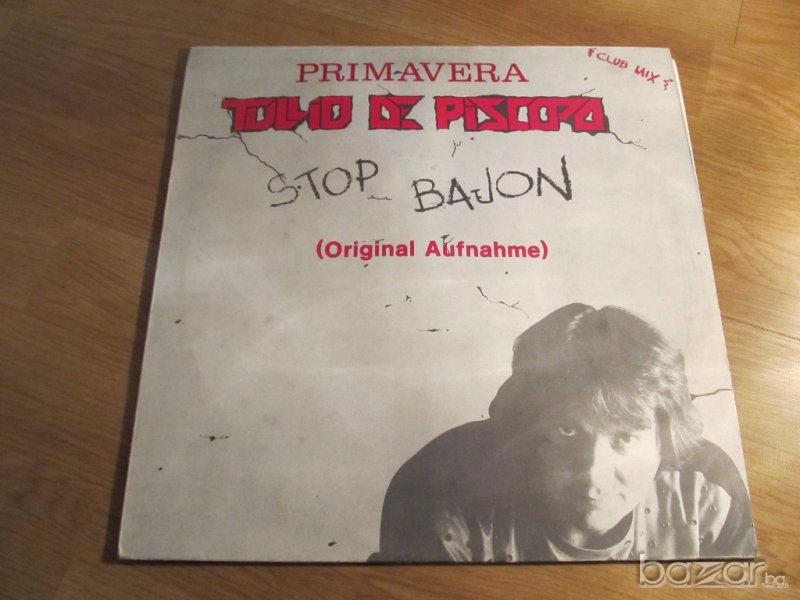 PRIMAVERA
{CLUB MIX}
TULLIO DE PISCOPO
STOP BAJON
(Original Aufnahme)
bazar.bg